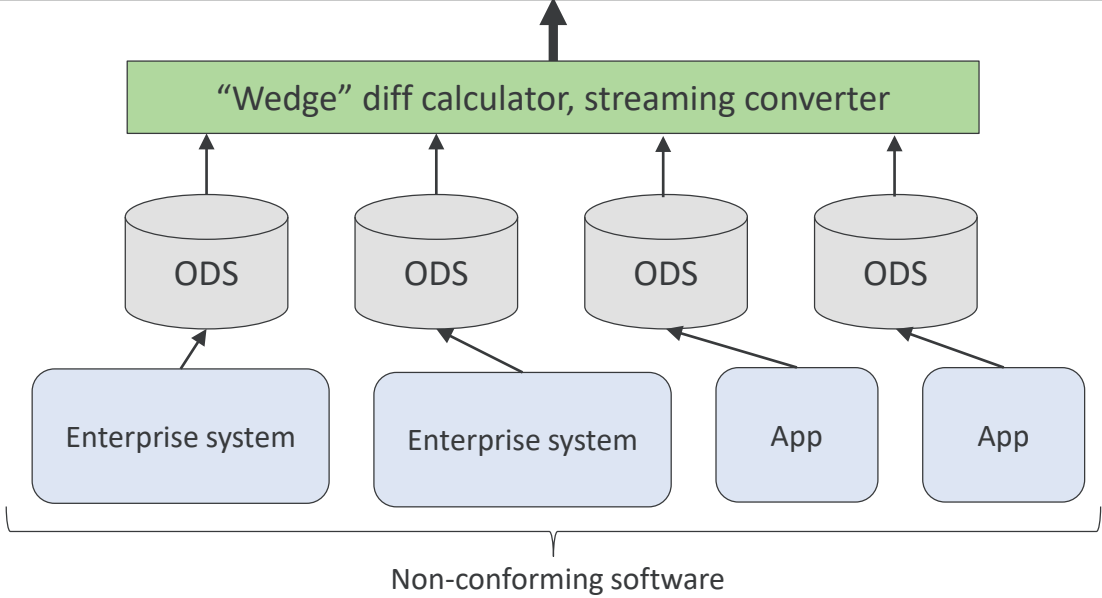 “Wedge” diff calculator, streaming converter
ODS
ODS
ODS
ODS
Enterprise system
Enterprise system
App
App
Non-conforming software